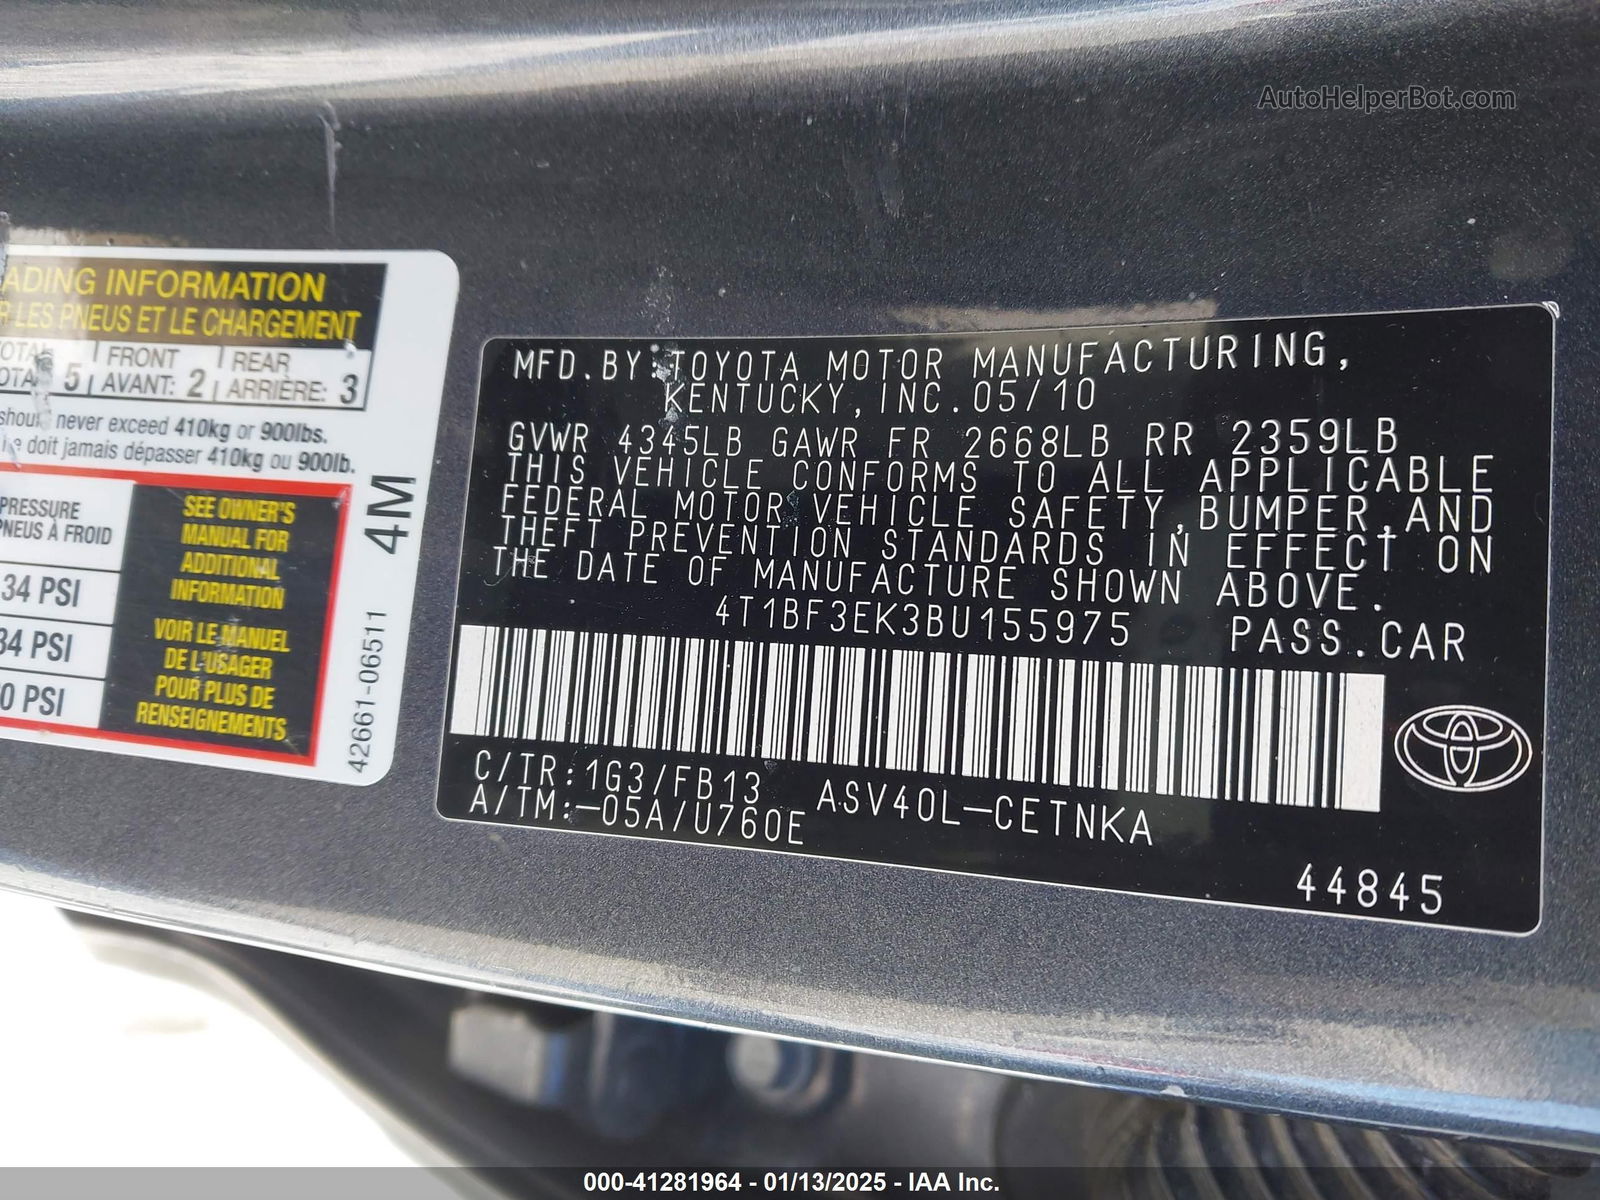 AutoHelperBot.com
ADING INFORMATION
R LES PNEUS ET LE CHARGEMENT
5 FRONT AVANT: 2 REAR ARRIÈRE: 3
never exceed 410kg or 900lbs.
doit jamais dépasser 410kg ou 900lb.
PRESSURE
PNEUS À FROID
34 PSI
34 PSI
0 PSI
SEE OWNER'S
MANUAL FOR
ADDITIONAL
INFORMATION
VOIR LE MANUEL
DE L'USAGER
POUR PLUS DE
RENSEIGNEMENTS
4M
42661-06511
MFD.BY:TOYOTA MOTOR MANUFACTURING,
KENTUCKY,INC.05/10
GVWR 4345LB GAWR FR 2668LB RR 2359LB
THIS VEHICLE CONFORMS TO ALL APPLICABLE
FEDERAL MOTOR VEHICLE SAFETY,BUMPER,AND
THEFT PREVENTION STANDARDS IN EFFECT ON
THE DATE OF MANUFACTURE SHOWN ABOVE.
4T1BF3EK3BU155975 PASS.CAR
C/TR:1G3/FB13 ASV40L-CETNKA
A/TM:-05A/U760E
44845
000-41281964 - 01/13/2025 - IAA Inc.